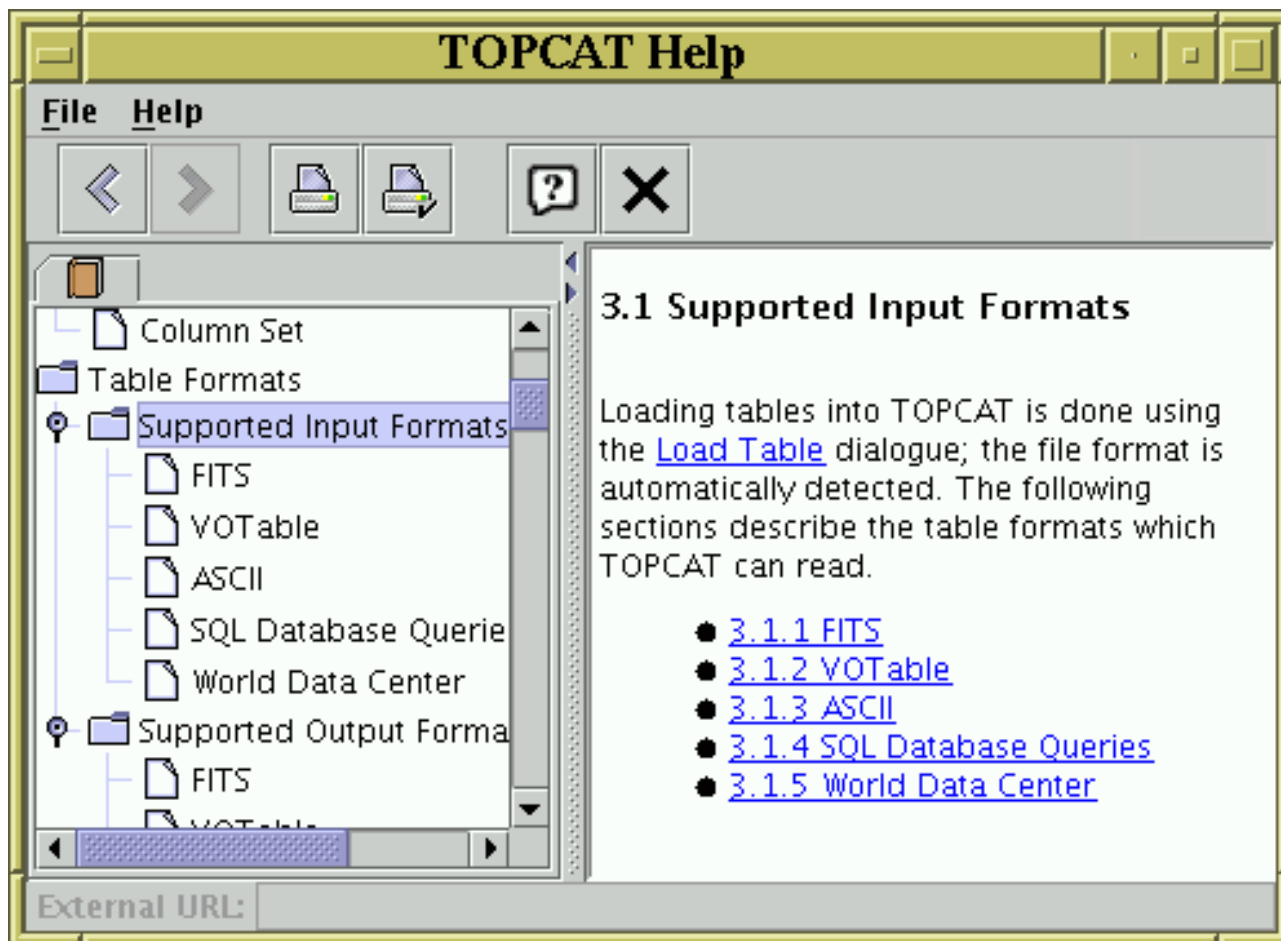 TOPCAT Help
File Help
Column Set
Table Formats
Supported Input Formats
FITS
VOTable
ASCII
SQL Database Querie
World Data Center
Supported Output Forma
FITS
VOTable
3.1 Supported Input Formats
Loading tables into TOPCAT is done using
the Load Table dialogue; the file format is
automatically detected. The following
sections describe the table formats which
TOPCAT can read.
3.1.1 FITS
3.1.2 VOTable
3.1.3 ASCII
3.1.4 SQL Database Queries
3.1.5 World Data Center
External URL: